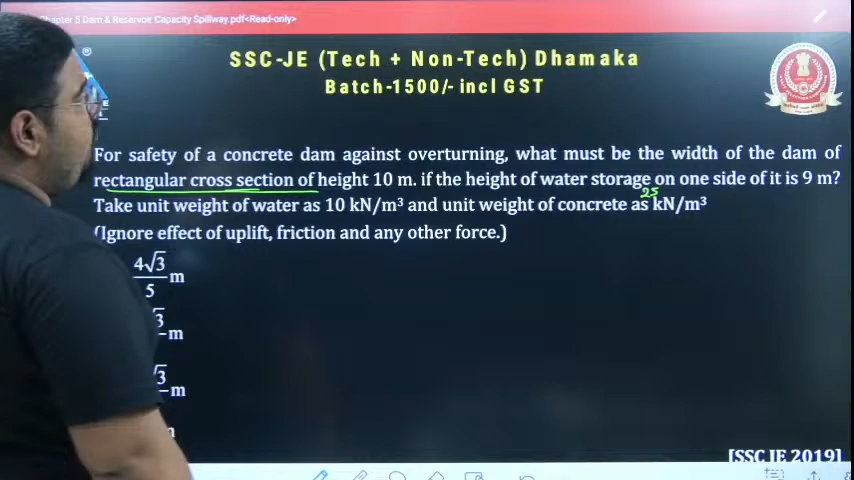 Chapter 5 Dam & Reservoir Capacity Spillway.pdf<Read-only>
SSC-JE (Tech + Non-Tech) Dhamaka
Batch-1500/- incl GST
For safety of a concrete dam against overturning, what must be the width of the dam of
rectangular cross section of height 10 m. if the height of water storage on one side of it is 9 m?
25
Take unit weight of water as 10 kN/m³ and unit weight of concrete as kN/m³
(Ignore effect of uplift, friction and any other force.)
4√3
m
5
√3
m
√3
m
[SSC JE 2019]